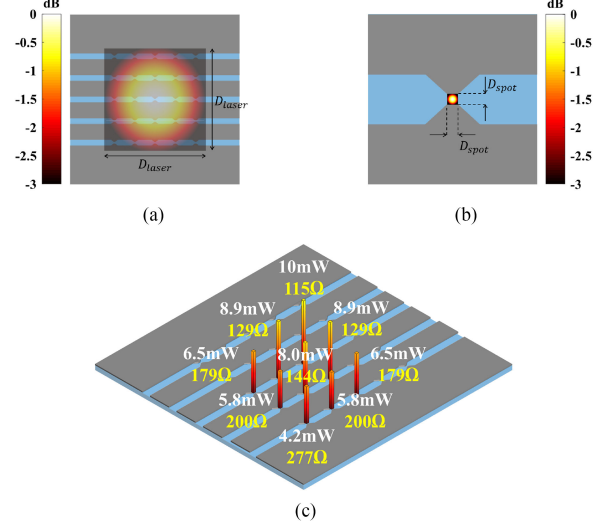 dB
0
-0.5
-1
-1.5
-2
-2.5
-3
D_laser
D_laser
(a)
D_spot
D_spot
dB
0
-0.5
-1
-1.5
-2
-2.5
-3
(b)
10mW
115Ω
8.9mW
129Ω
8.9mW
129Ω
6.5mW
179Ω
8.0mW
144Ω
6.5mW
179Ω
5.8mW
200Ω
5.8mW
200Ω
4.2mW
277Ω
(c)